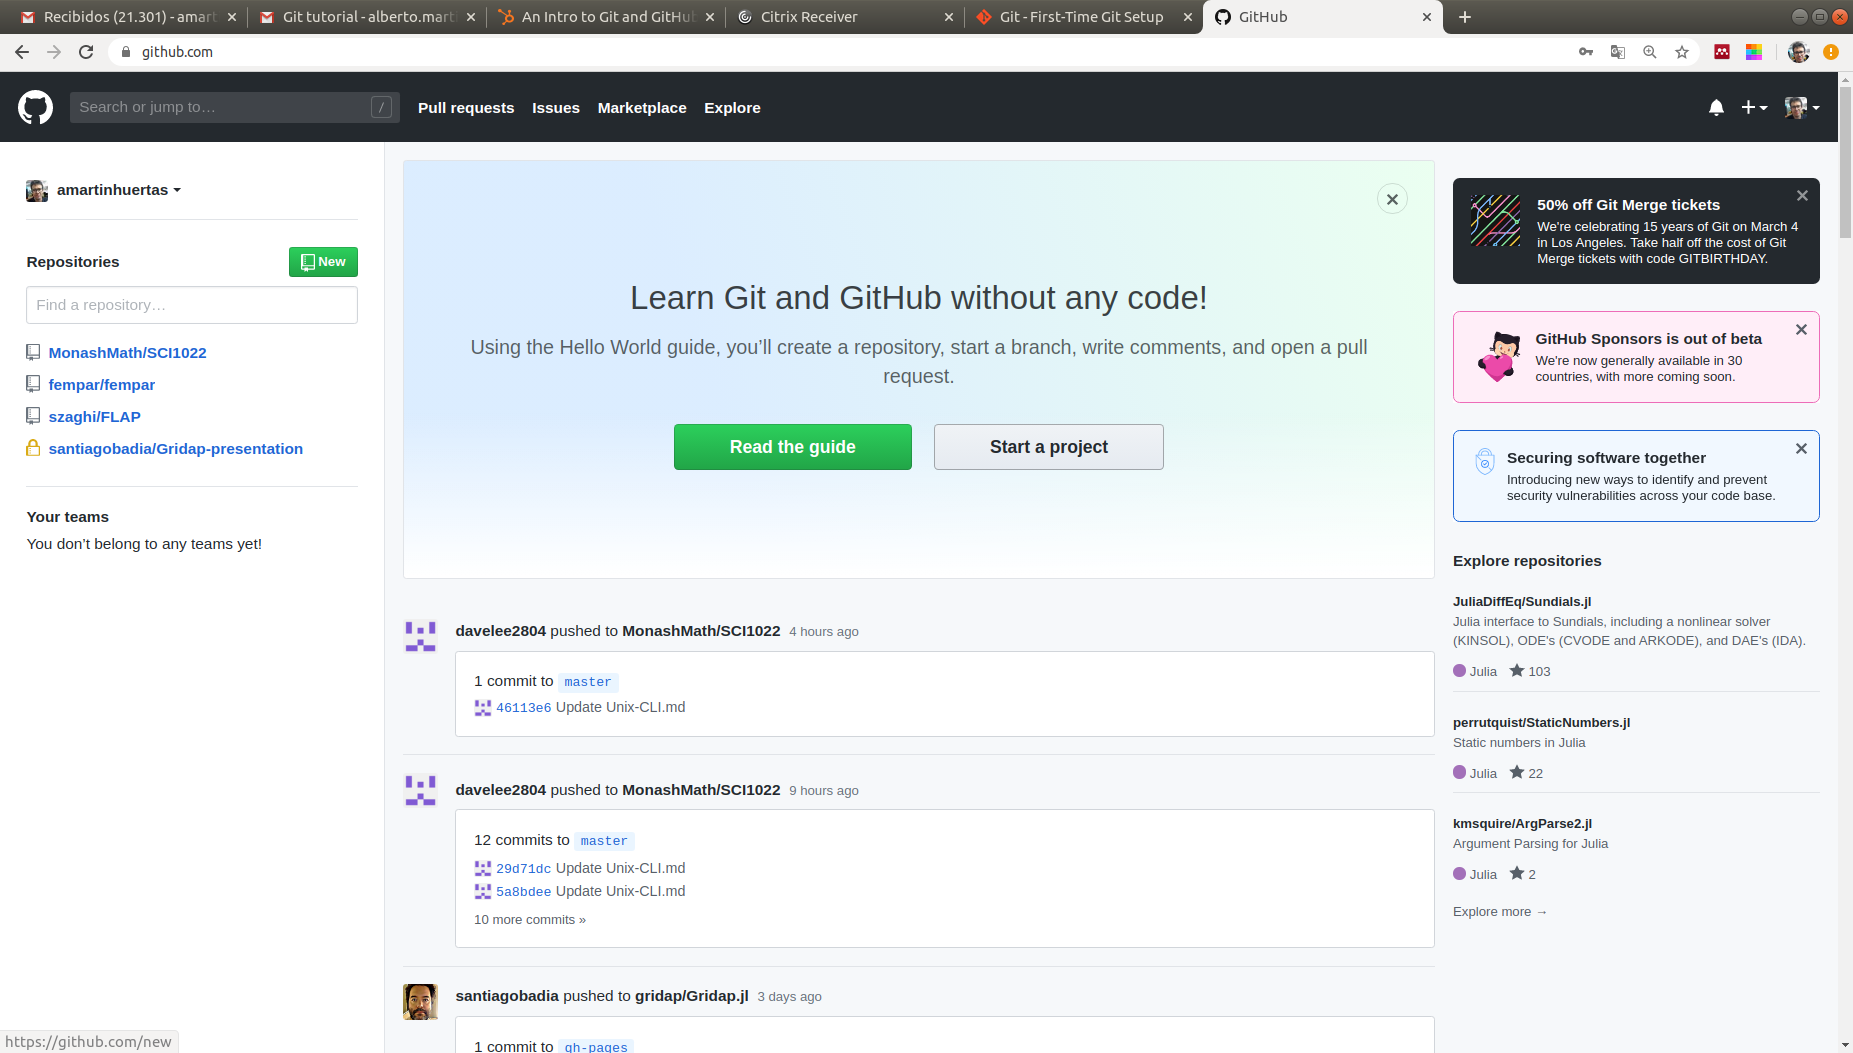 Recibidos (21.301) - amart
Git tutorial - alberto.marti
An Intro to Git and GitHub
Citrix Receiver
Git - First-Time Git Setup
GitHub
github.com
Search or jump to…
/
Pull requests
Issues
Marketplace
Explore
amartinhuertas
Repositories
New
Find a repository…
MonashMath/SCI1022
fempar/fempar
szaghi/FLAP
santiagobadia/Gridap-presentation
Your teams
You don’t belong to any teams yet!
Learn Git and GitHub without any code!
Using the Hello World guide, you’ll create a repository, start a branch, write comments, and open a pull
request.
Read the guide
Start a project
davelee2804 pushed to MonashMath/SCI1022 4 hours ago
1 commit to master
46113e6 Update Unix-CLI.md
davelee2804 pushed to MonashMath/SCI1022 9 hours ago
12 commits to master
29d71dc Update Unix-CLI.md
5a8bdee Update Unix-CLI.md
10 more commits »
santiagobadia pushed to gridap/Gridap.jl 3 days ago
1 commit to gh-pages
50% off Git Merge tickets
We're celebrating 15 years of Git on March 4
in Los Angeles. Take half off the cost of Git
Merge tickets with code GITBIRTHDAY.
GitHub Sponsors is out of beta
We're now generally available in 30
countries, with more coming soon.
Securing software together
Introducing new ways to identify and prevent
security vulnerabilities across your code base.
Explore repositories
JuliaDiffEq/Sundials.jl
Julia interface to Sundials, including a nonlinear solver
(KINSOL), ODE's (CVODE and ARKODE), and DAE's (IDA).
Julia 103
perrutquist/StaticNumbers.jl
Static numbers in Julia
Julia 22
kmsquire/ArgParse2.jl
Argument Parsing for Julia
Julia 2
Explore more →
https://github.com/new